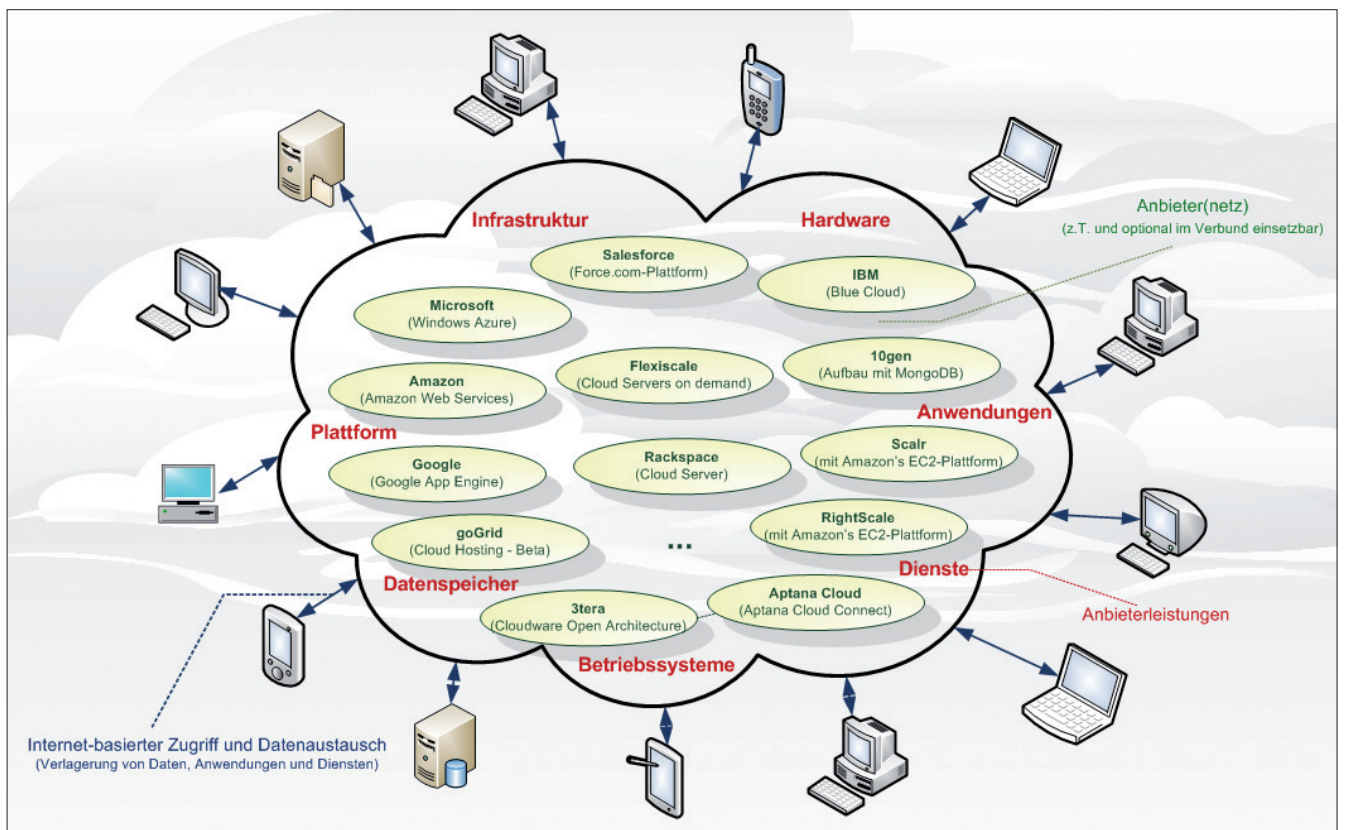 Infrastruktur
Hardware
Anbieter(netz)
(z.T. und optional im Verbund einsetzbar)
Salesforce
(Force.com-Plattform)
IBM
(Blue Cloud)
Microsoft
(Windows Azure)
Flexiscale
(Cloud Servers on demand)
10gen
(Aufbau mit MongoDB)
Amazon
(Amazon Web Services)
Anwendungen
Plattform
Scalr
(mit Amazon's EC2-Plattform)
Rackspace
(Cloud Server)
Google
(Google App Engine)
RightScale
(mit Amazon's EC2-Plattform)
goGrid
(Cloud Hosting - Beta)
...
Dienste
Datenspeicher
Aptana Cloud
(Aptana Cloud Connect)
3tera
(Cloudware Open Architecture)
Anbieterleistungen
Betriebssysteme
Internet-basierter Zugriff und Datenaustausch
(Verlagerung von Daten, Anwendungen und Diensten)